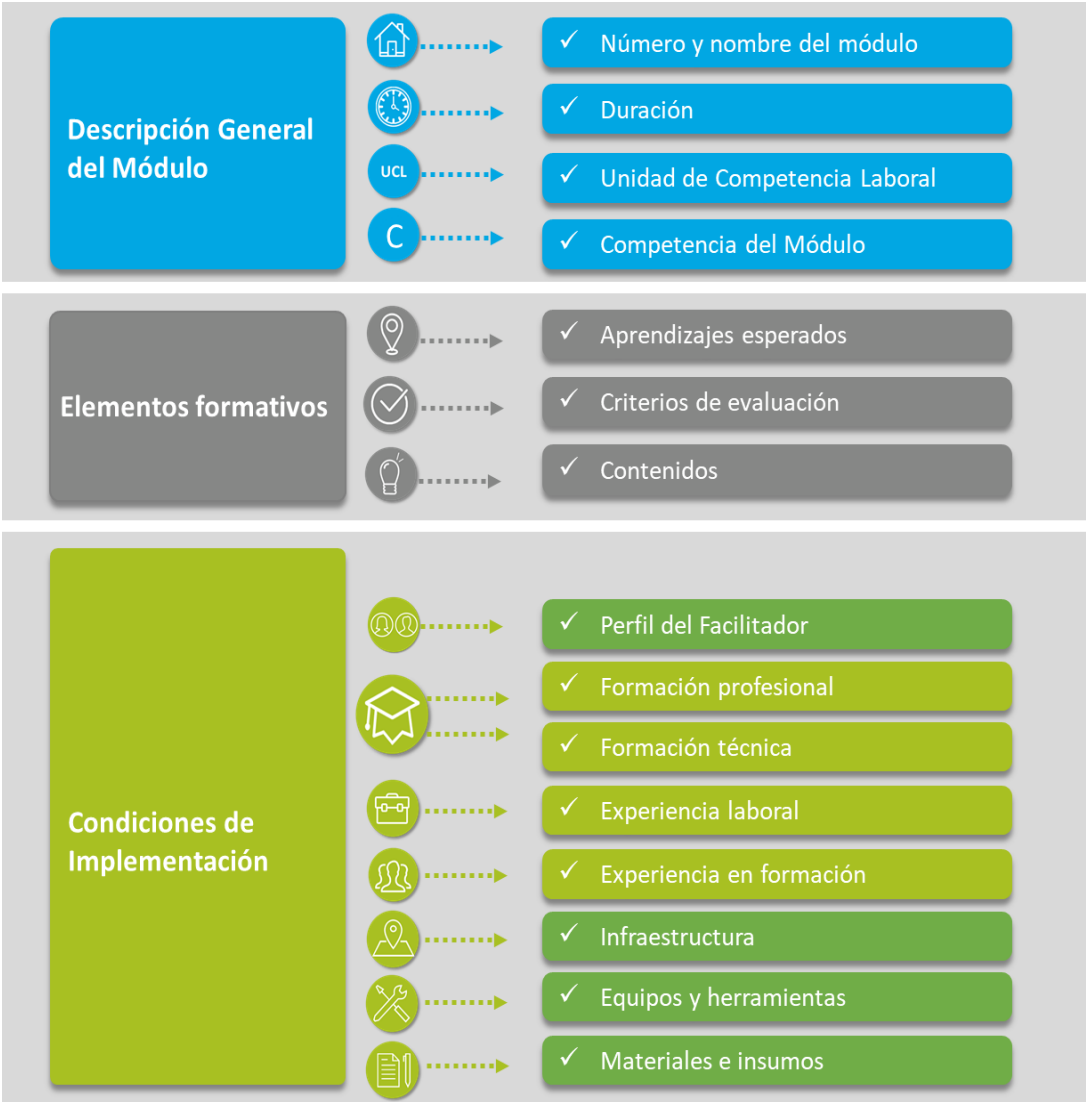 Descripción General
del Módulo
✓ Número y nombre del módulo
✓ Duración
UCL
✓ Unidad de Competencia Laboral
C
✓ Competencia del Módulo
Elementos formativos
✓ Aprendizajes esperados
✓ Criterios de evaluación
✓ Contenidos
Condiciones de
Implementación
✓ Perfil del Facilitador
✓ Formación profesional
✓ Formación técnica
✓ Experiencia laboral
✓ Experiencia en formación
✓ Infraestructura
✓ Equipos y herramientas
✓ Materiales e insumos